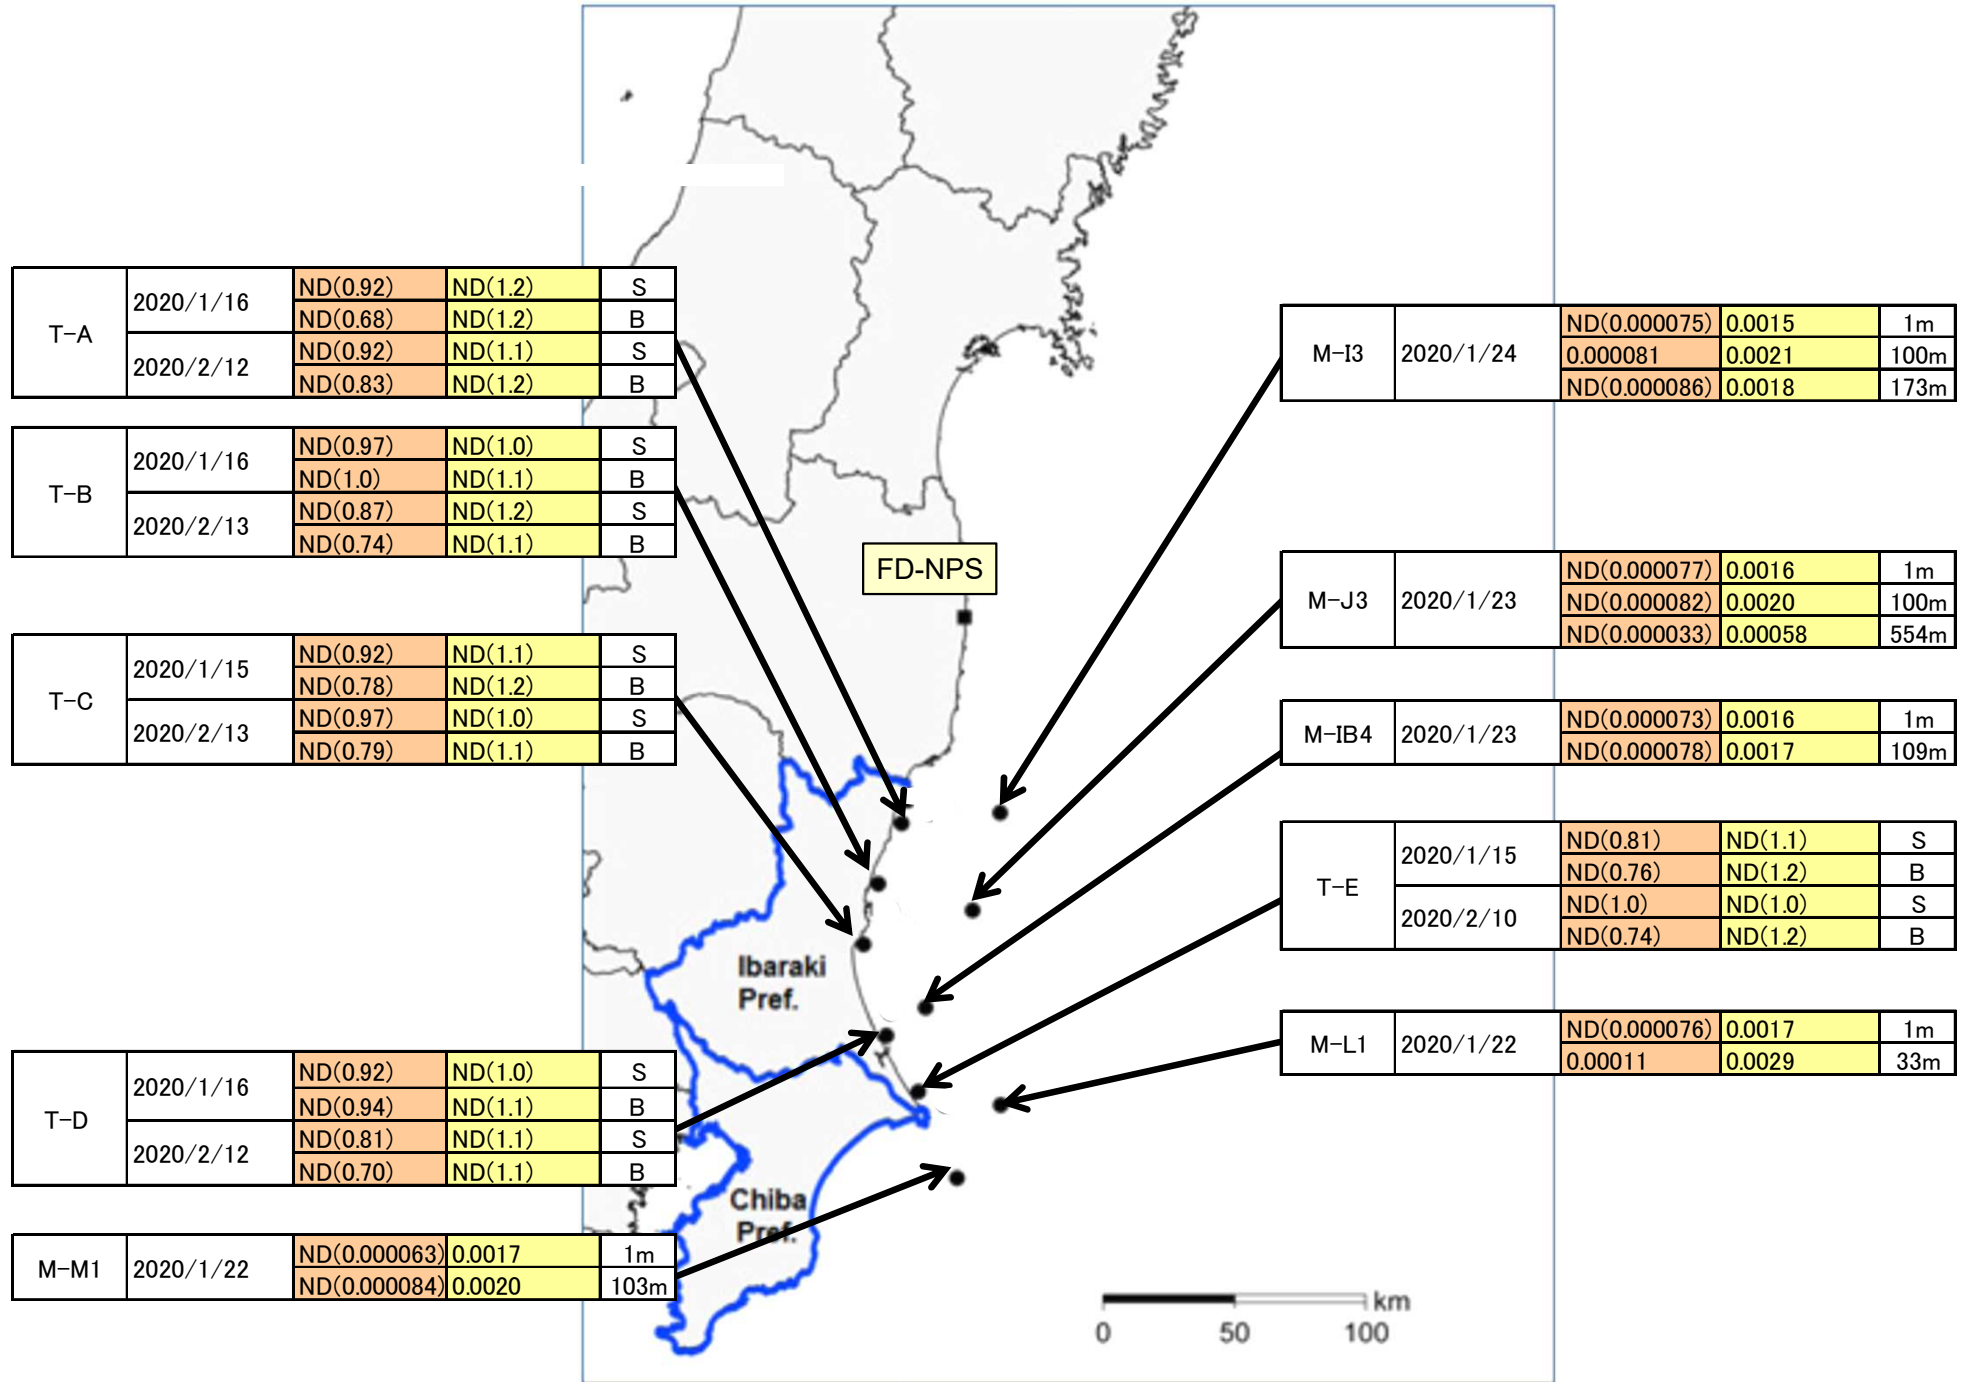 T-A
2020/1/16 ND(0.92) ND(1.2) S
ND(0.68) ND(1.2) B
2020/2/12 ND(0.92) ND(1.1) S
ND(0.83) ND(1.2) B
T-B
2020/1/16 ND(0.97) ND(1.0) S
ND(1.0) ND(1.1) B
2020/2/13 ND(0.87) ND(1.2) S
ND(0.74) ND(1.1) B
T-C
2020/1/15 ND(0.92) ND(1.1) S
ND(0.78) ND(1.2) B
2020/2/13 ND(0.97) ND(1.0) S
ND(0.79) ND(1.1) B
T-D
2020/1/16 ND(0.92) ND(1.0) S
ND(0.94) ND(1.1) B
2020/2/12 ND(0.81) ND(1.1) S
ND(0.70) ND(1.1) B
M-M1 2020/1/22 ND(0.000063) 0.0017 1m
ND(0.000084) 0.0020 103m
FD-NPS
Ibaraki
Pref.
Chiba
Pref.
M-I3 2020/1/24 ND(0.000075) 0.0015 1m
0.000081 0.0021 100m
ND(0.000086) 0.0018 173m
M-J3 2020/1/23 ND(0.000077) 0.0016 1m
ND(0.000082) 0.0020 100m
ND(0.000033) 0.00058 554m
M-IB4 2020/1/23 ND(0.000073) 0.0016 1m
ND(0.000078) 0.0017 109m
T-E
2020/1/15 ND(0.81) ND(1.1) S
ND(0.76) ND(1.2) B
2020/2/10 ND(1.0) ND(1.0) S
ND(0.74) ND(1.2) B
M-L1 2020/1/22 ND(0.000076) 0.0017 1m
0.00011 0.0029 33m
km
0 50 100